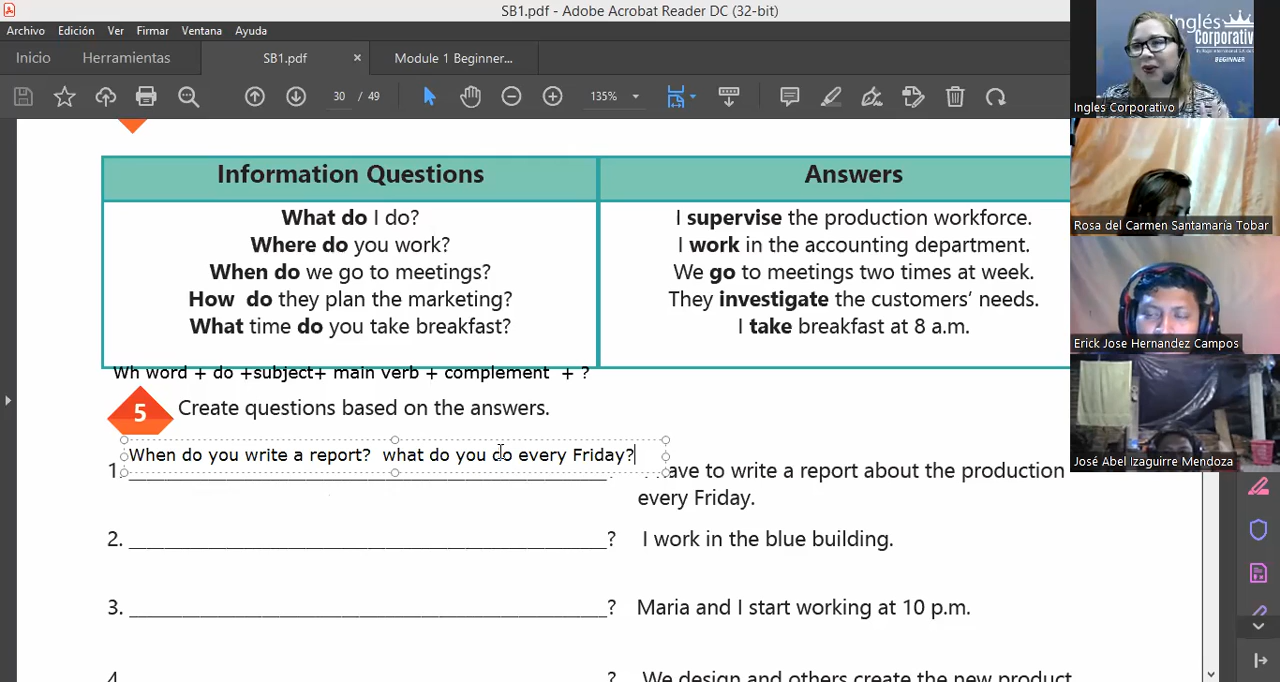 SB1.pdf - Adobe Acrobat Reader DC (32-bit)
Archivo Edición Ver Firmar Ventana Ayuda
Inicio Herramientas SB1.pdf × Module 1 Beginner...
30 / 49 135%
Information Questions Answers
What do I do? I supervise the production workforce.
Where do you work? I work in the accounting department.
When do we go to meetings? We go to meetings two times at week.
How do they plan the marketing? They investigate the customers’ needs.
What time do you take breakfast? I take breakfast at 8 a.m.
Wh word + do +subject+ main verb + complement + ?
5 Create questions based on the answers.
When do you write a report? what do you do every Friday?
1. ? have to write a report about the production
every Friday.
2. ? I work in the blue building.
3. ? Maria and I start working at 10 p.m.
4. ? We design and others create the new product
Inglés
Corporativo
BEGINNER
Ingles Corporativo
Rosa del Carmen Santamaría Tobar
Erick Jose Hernandez Campos
José Abel Izaguirre Mendoza